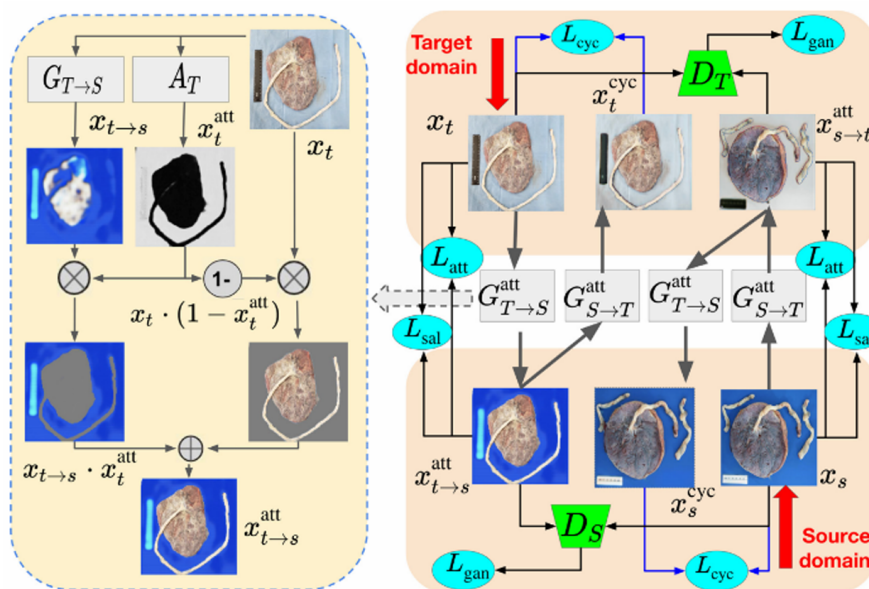 G_{T→S}
A_T
x_{t→s}
x_t^{att}
x_t
1-
x_t · (1 − x_t^{att})
x_{t→s} · x_t^{att}
x_{t→s}^{att}
Target
domain
L_{cyc}
L_{gan}
D_T
x_t
x_t^{cyc}
x_{s→t}^{att}
L_{att}
L_{att}
G_{T→S}^{att}
G_{S→T}^{att}
G_{T→S}^{att}
G_{S→T}^{att}
L_{sal}
L_{sal}
x_{t→s}^{att}
x_s^{cyc}
x_s
D_S
Source
domain
L_{gan}
L_{cyc}